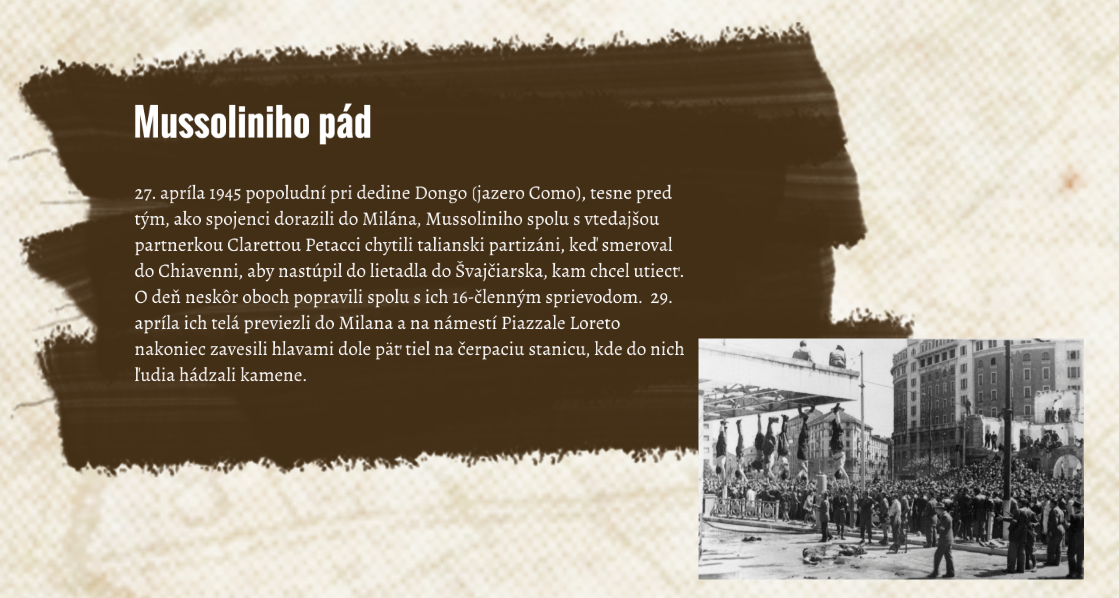 Mussoliniho pád
27. apríla 1945 popoludní pri dedine Dongo (jazero Como), tesne pred
tým, ako spojenci dorazili do Milána, Mussoliniho spolu s vtedajšou
partnerkou Clarettou Petacci chytili talianski partizáni, keď smeroval
do Chiavenni, aby nastúpil do lietadla do Švajčiarska, kam chcel utiecť.
O deň neskôr oboch popravili spolu s ich 16-členným sprievodom. 29.
apríla ich telá previezli do Milana a na námestí Piazzale Loreto
nakoniec zavesili hlavami dole päť tiel na čerpaciu stanicu, kde do nich
ľudia hádzali kamene.